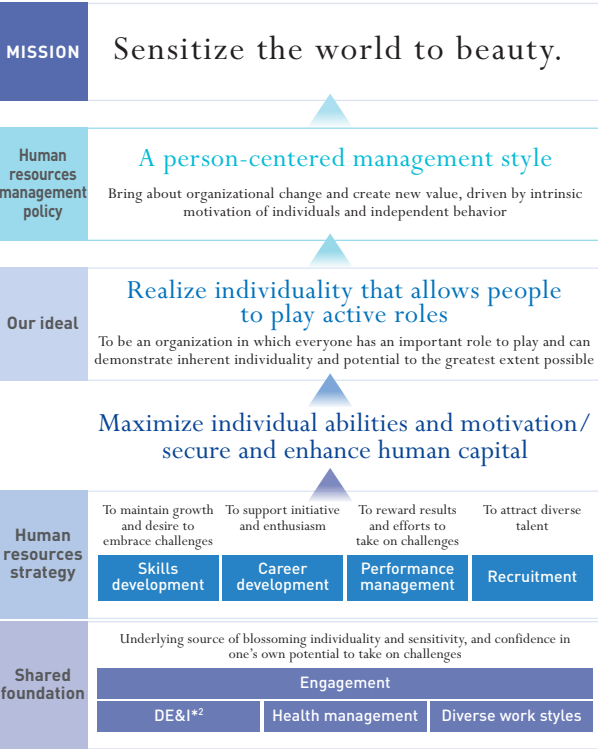 MISSION
Sensitize the world to beauty.
Human
resources
management
policy
A person-centered management style
Bring about organizational change and create new value, driven by intrinsic
motivation of individuals and independent behavior
Our ideal
Realize individuality that allows people
to play active roles
To be an organization in which everyone has an important role to play and can
demonstrate inherent individuality and potential to the greatest extent possible
Maximize individual abilities and motivation/
secure and enhance human capital
Human
resources
strategy
To maintain growth
and desire to
embrace challenges
Skills
development
To support initiative
and enthusiasm
Career
development
To reward results
and efforts to
take on challenges
Performance
management
To attract diverse
talent
Recruitment
Shared
foundation
Underlying source of blossoming individuality and sensitivity, and confidence in
one's own potential to take on challenges
Engagement
DE&I*2
Health management
Diverse work styles